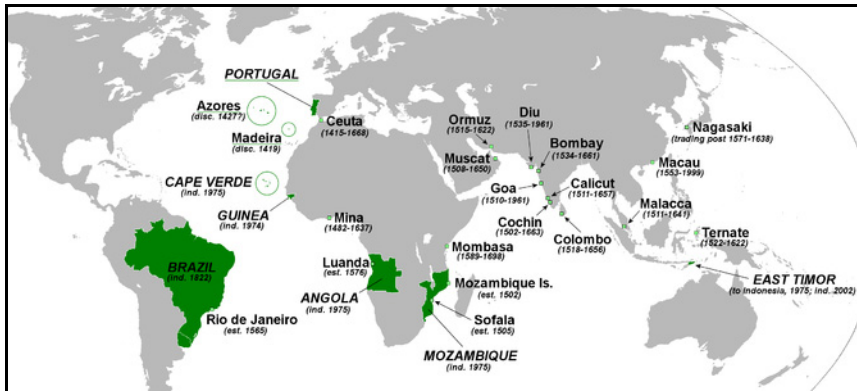 PORTUGAL
Azores
(disc. 1427?)
Ceuta
(1415-1668)
Madeira
(disc. 1419)
CAPE VERDE
(ind. 1975)
GUINEA
(ind. 1974)
Mina
(1482-1637)
BRAZIL
(ind. 1822)
Rio de Janeiro
(est. 1565)
Luanda
(est. 1576)
ANGOLA
(ind. 1975)
MOZAMBIQUE
(ind. 1975)
Sofala
(est. 1505)
Mozambique Is.
(est. 1502)
Mombasa
(1589-1698)
Ormuz
(1515-1622)
Muscat
(1508-1650)
Diu
(1535-1961)
Bombay
(1534-1661)
Goa
(1510-1961)
Calicut
(1511-1657)
Cochin
(1502-1663)
Colombo
(1518-1656)
Nagasaki
(trading post 1571-1638)
Macau
(1553-1999)
Malacca
(1511-1641)
Ternate
(1522-1622)
EAST TIMOR
(to Indonesia, 1975; ind. 2002)